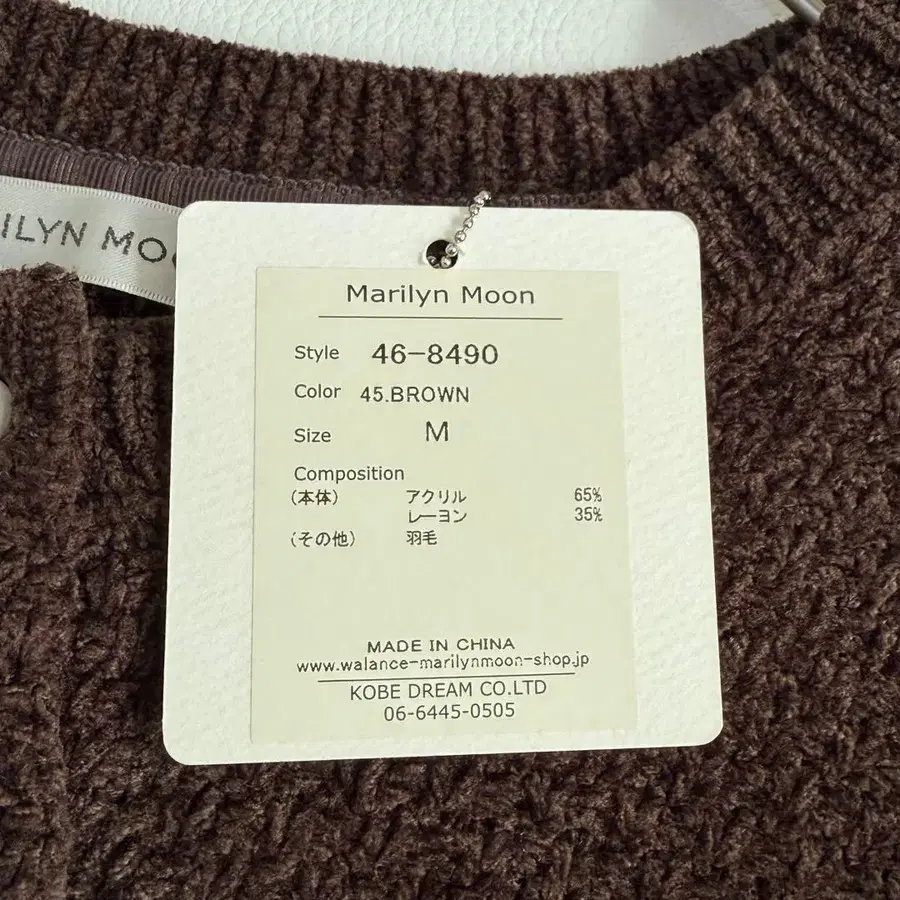 ILYN MO
Marilyn Moon
Style 46-8490
Color 45.BROWN
Size M
Composition
(本体) アクリル 65%
レーヨン 35%
(その他) 羽毛
MADE IN CHINA
www.walance-marilynmoon-shop.jp
KOBE DREAM CO.LTD
06-6445-0505